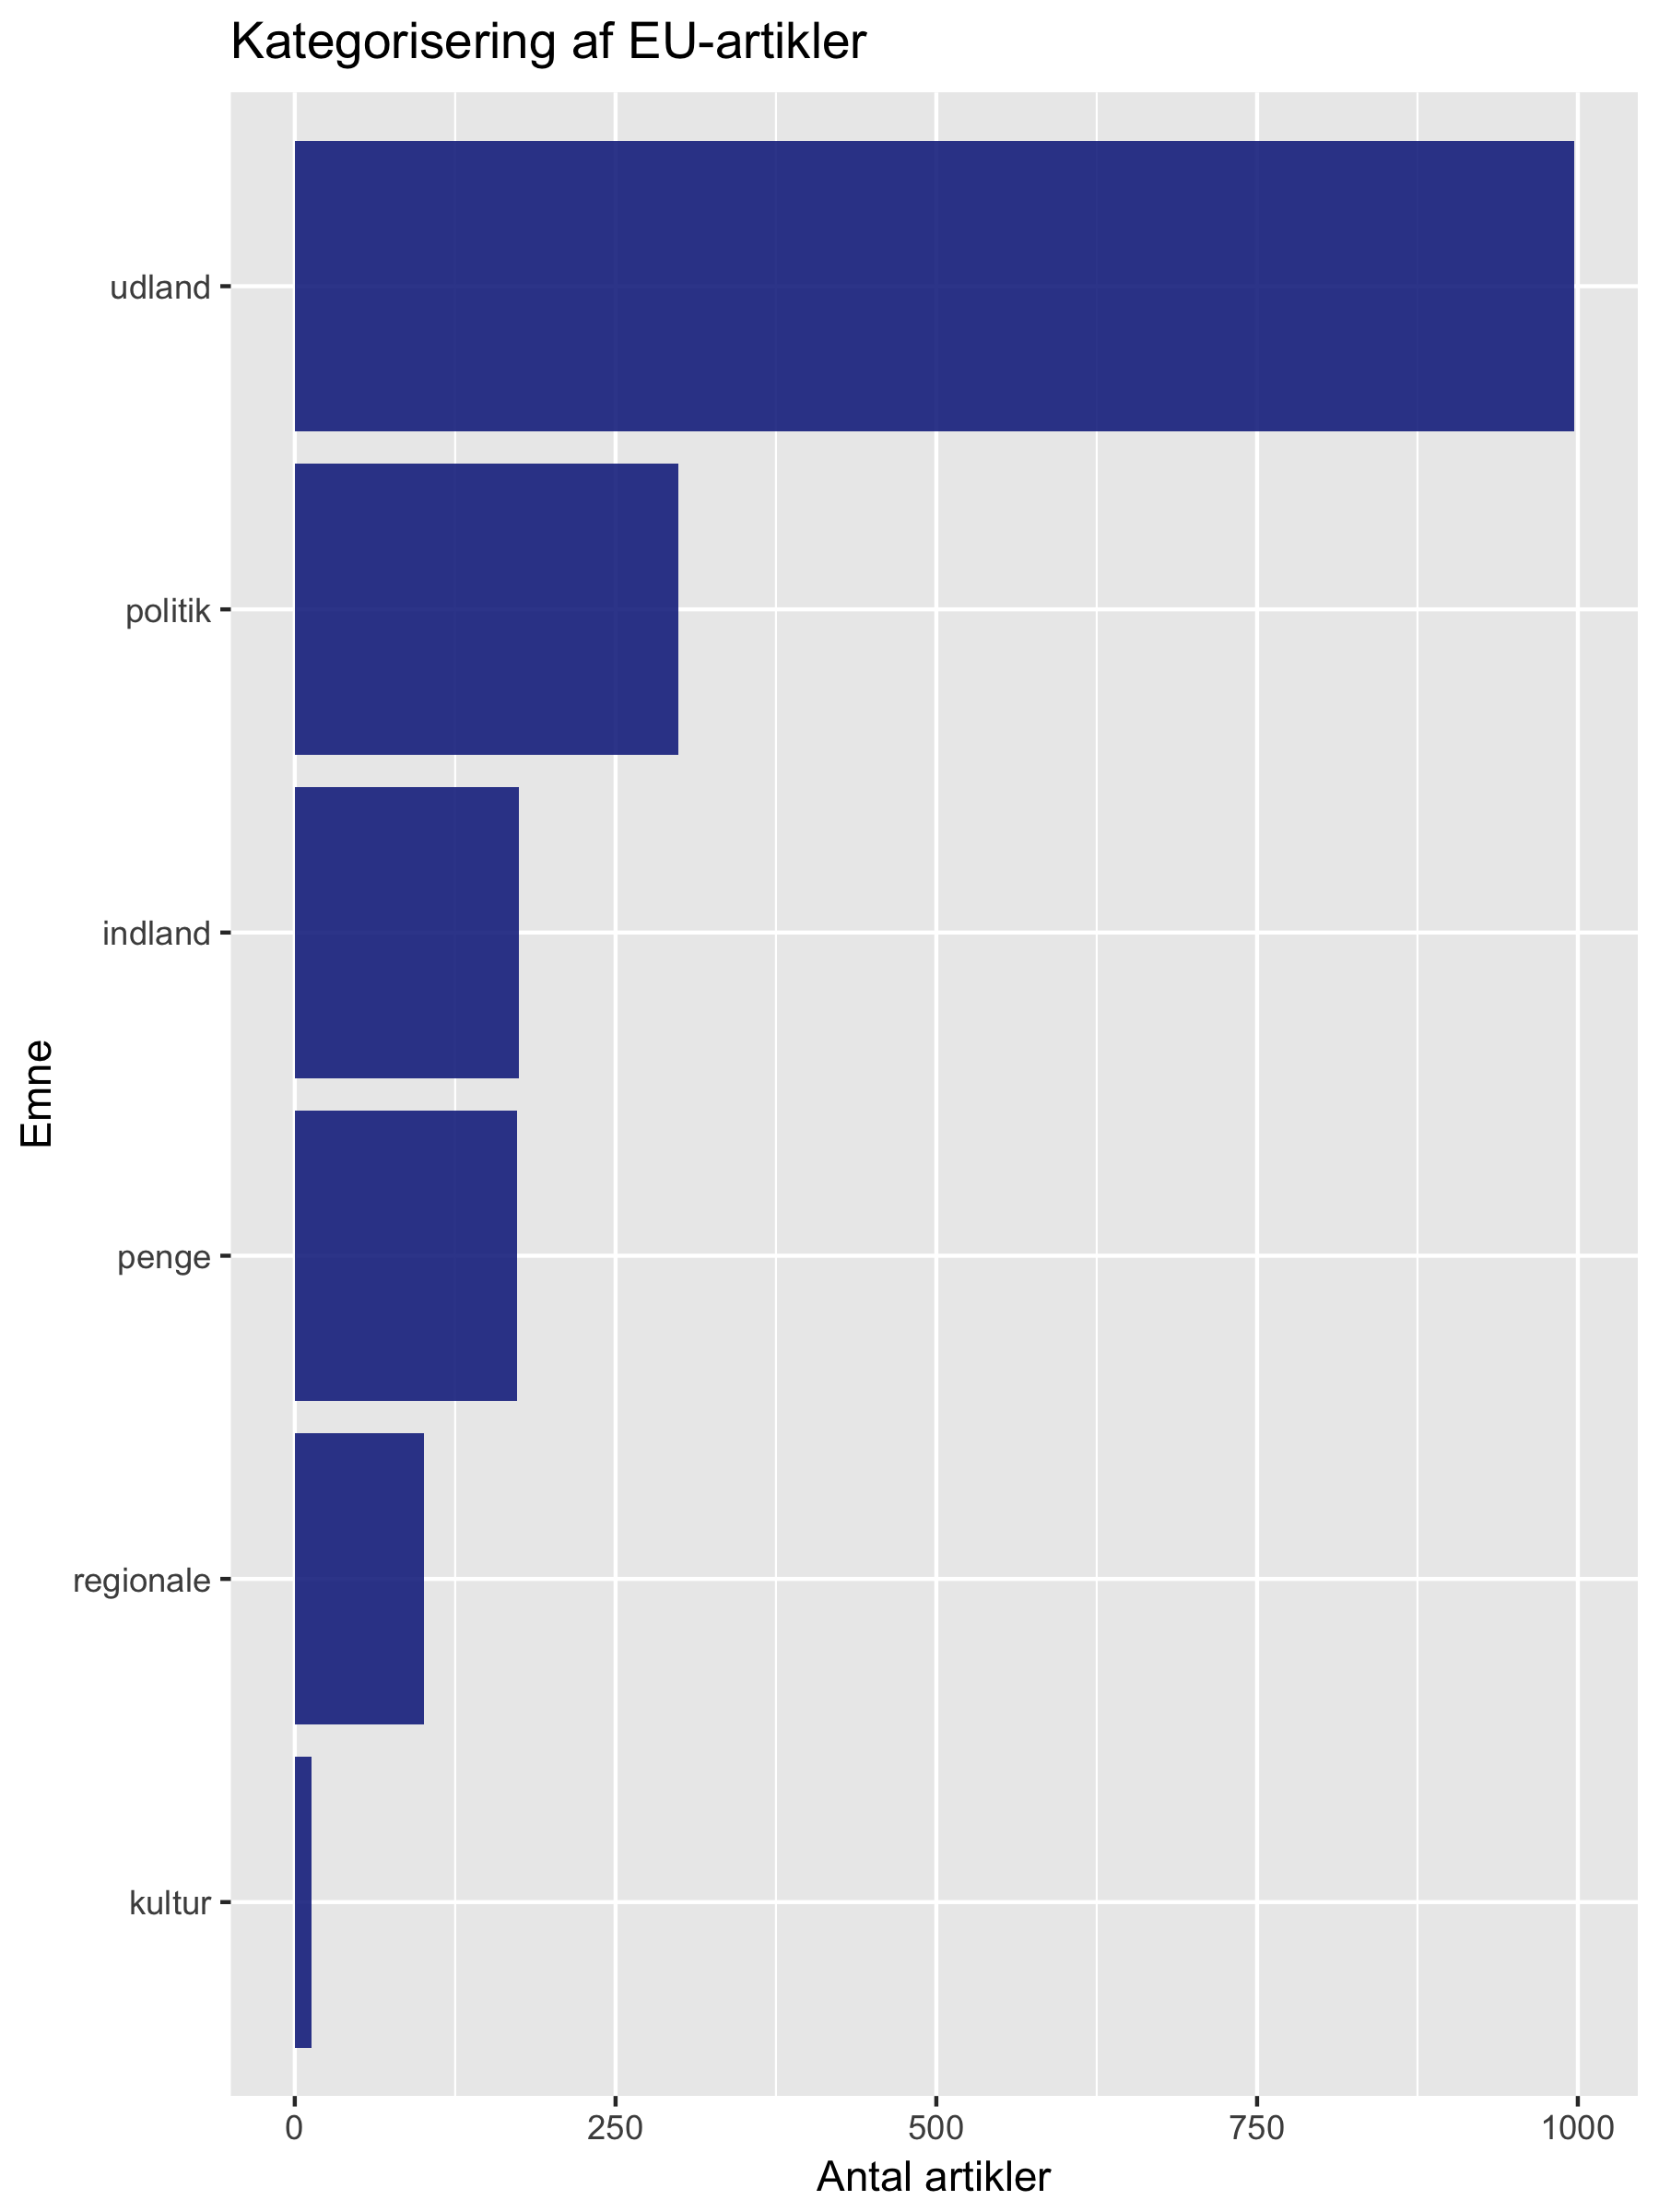 Kategorisering af EU-artikler
udland
politik
indland
penge
regionale
kultur
Emne
0 250 500 750 1000
Antal artikler